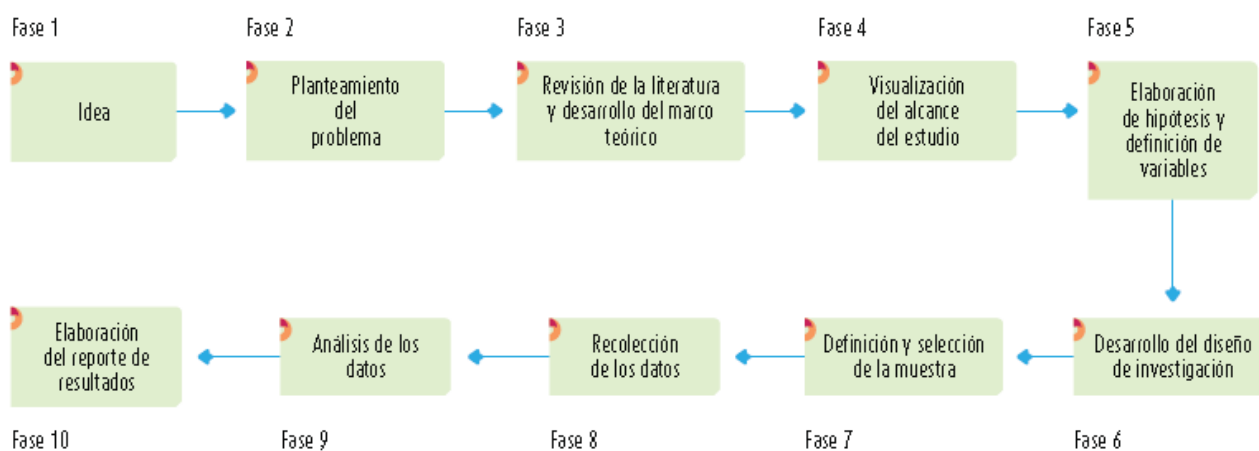 Fase 1
Idea
Fase 2
Planteamiento
del
problema
Fase 3
Revisión de la literatura
y desarrollo del marco
teórico
Fase 4
Visualización
del alcance
del estudio
Fase 5
Elaboración
de hipótesis y
definición de
variables
Desarrollo del diseño
de investigación
Fase 6
Definición y selección
de la muestra
Fase 7
Recolección
de los datos
Fase 8
Análisis de los
datos
Fase 9
Elaboración
del reporte de
resultados
Fase 10